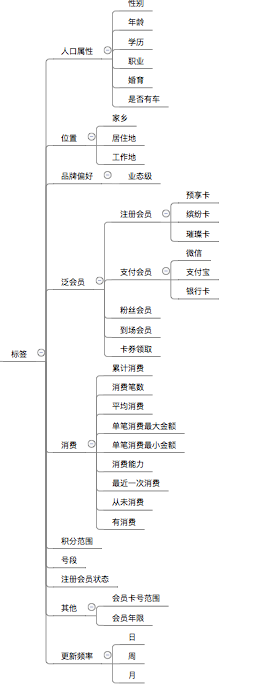 标签
人口属性
性别
年龄
学历
职业
婚育
是否有车
位置
家乡
居住地
工作地
品牌偏好
业态级
泛会员
注册会员
预享卡
缤纷卡
璀璨卡
支付会员
微信
支付宝
银行卡
粉丝会员
到场会员
卡券领取
消费
累计消费
消费笔数
平均消费
单笔消费最大金额
单笔消费最小金额
消费能力
最近一次消费
从未消费
有消费
积分范围
号段
注册会员状态
其他
会员卡号范围
会员年限
更新频率
日
周
月